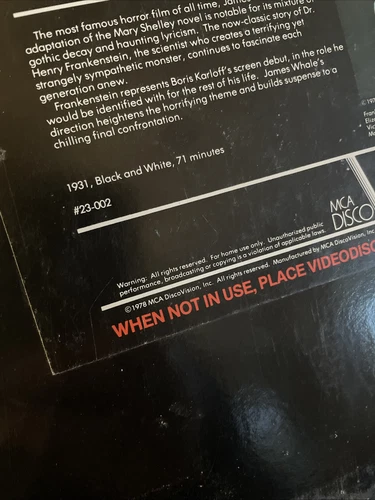 The most famous horror film of all time, Jam
adaptation of the Mary Shelley novel is notable for its mixture of
gothic decay and haunting lyricism. The now-classic story of Dr.
Henry Frankenstein, the scientist who creates a terrifying yet
strangely sympathetic monster, continues to fascinate each
generation anew.
Frankenstein represents Boris Karloff's screen debut, in the role he
would be identified with for the rest of his life. James Whale's
direction heightens the horrifying theme and builds suspense to a
chilling final confrontation.
1931, Black and White, 71 minutes
#23-002
© 197
Fran
Eliza
Vic
MCA
DISCO
Warning: All rights reserved. For home use only. Unauthorized public
performance, broadcasting or copying is a violation of applicable laws.
©1978 MCA DiscoVision, Inc. All rights reserved. Manufactured by MCA DiscoVision, Inc
WHEN NOT IN USE, PLACE VIDEODISC